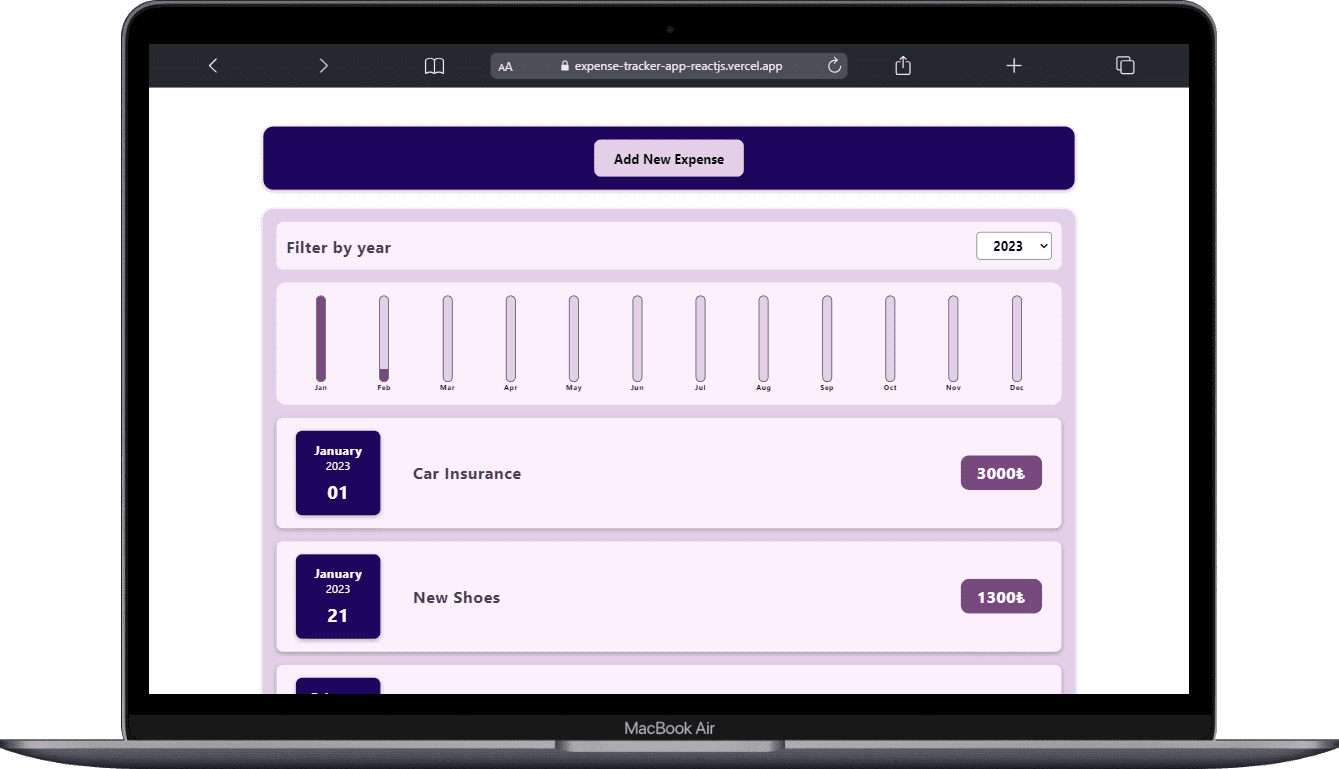 AA expense-tracker-app-reactjs.vercel.app
Add New Expense
Filter by year 2023
Jan Feb Mar Apr May Jun Jul Aug Sep Oct Nov Dec
January
2023
01
Car Insurance
3000₺
January
2023
21
New Shoes
1300₺
MacBook Air